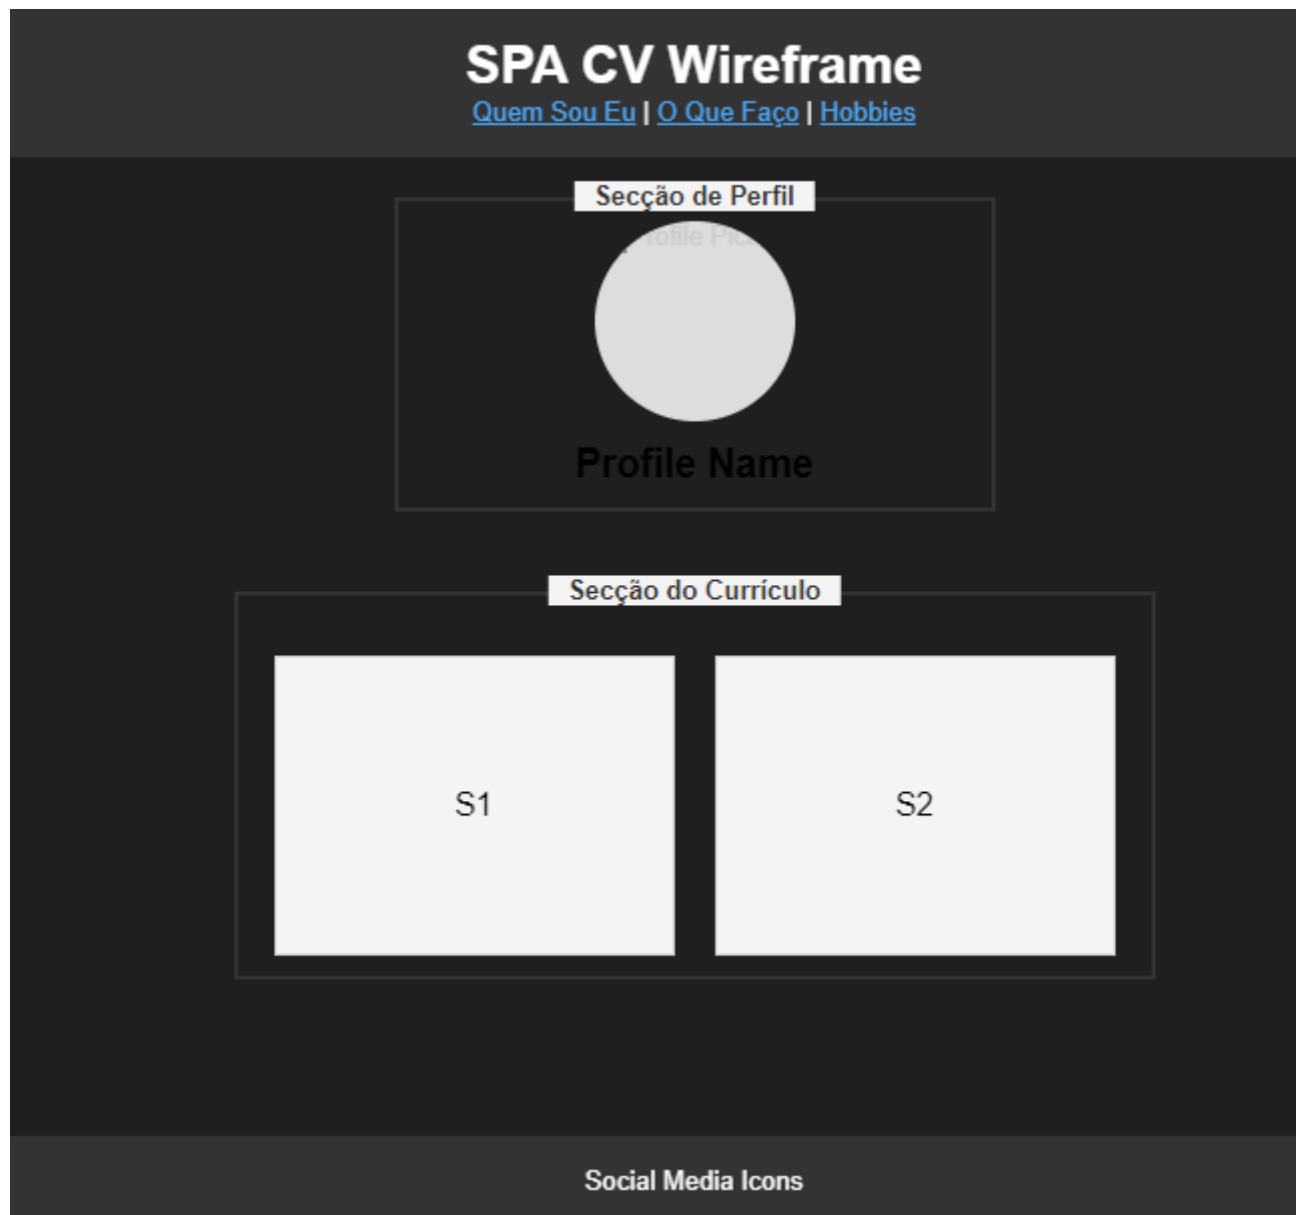 SPA CV Wireframe
Quem Sou Eu | O Que Faço | Hobbies
Secção de Perfil
Profile Name
Secção do Currículo
S1 S2
Social Media Icons